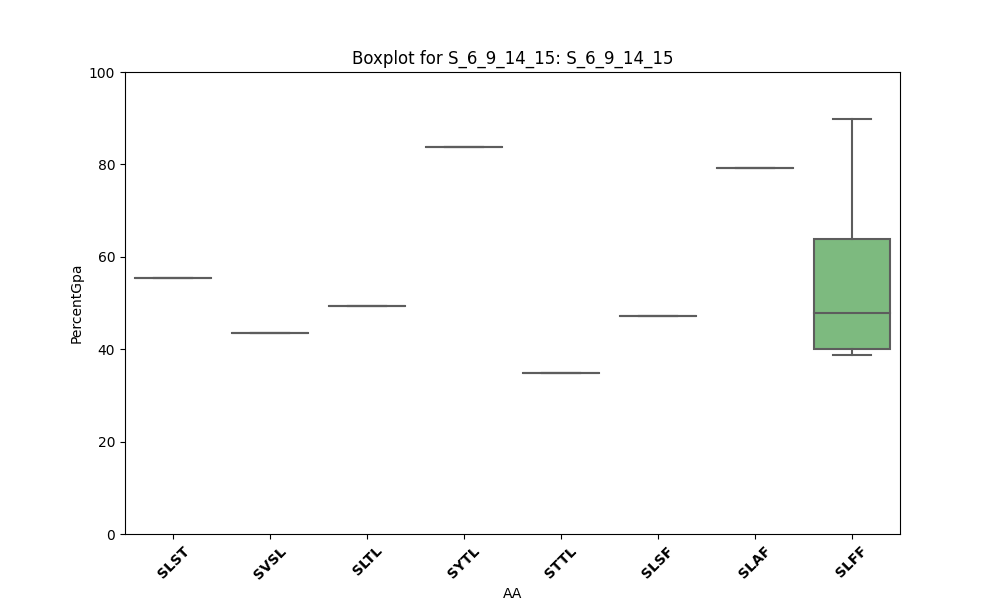 Boxplot for S_6_9_14_15: S_6_9_14_15
100
80
60
40
20
0
PercentGpa
SLST
SVSL
SLTL
SYTL
STTL
SLSF
SLAF
SLFF
AA